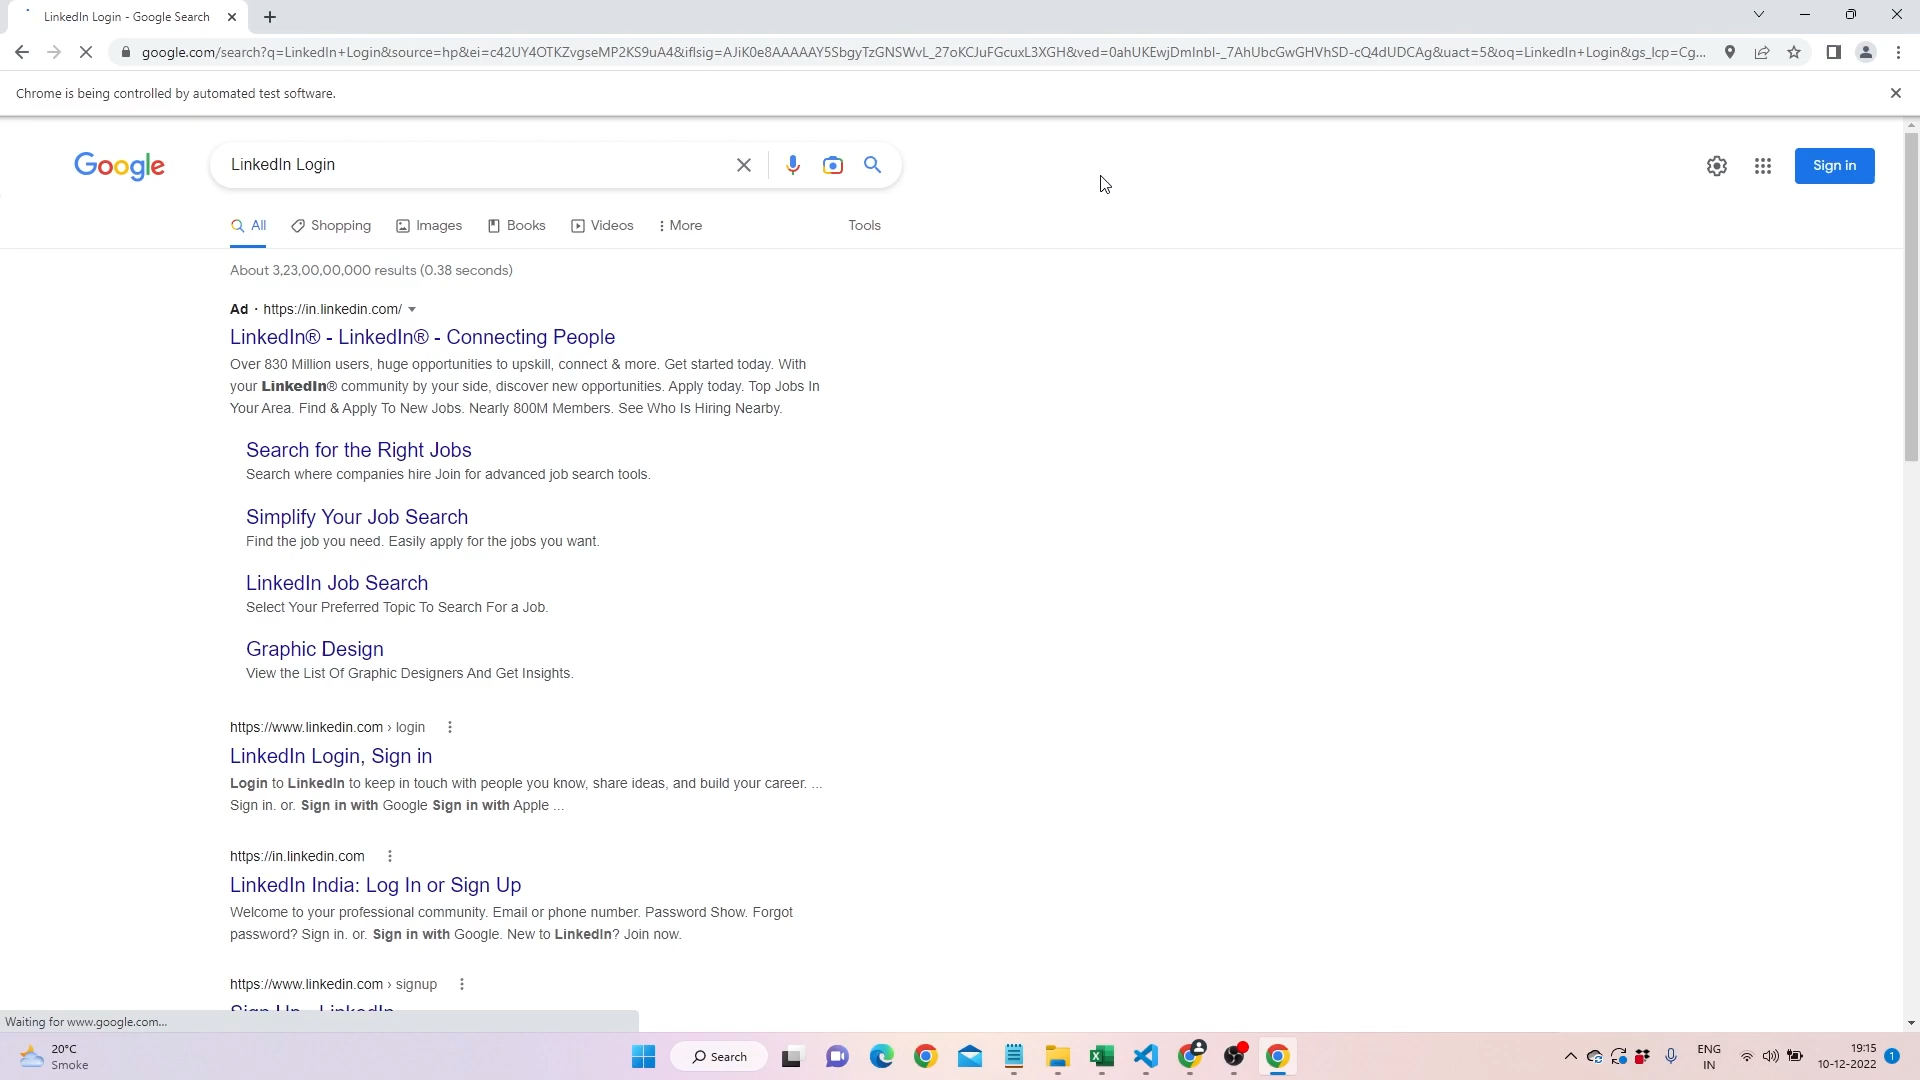 LinkedIn Login - Google Search
google.com/search?q=LinkedIn+Login&source=hp&ei=c42UY4OTKZvgseMP2KS9uA4&iflsig=AJiK0e8AAAAAY5SbgyTzGNSWvL_27oKCJuFGcuxL3XGH&ved=0ahUKEwjDmInbl-_7AhUbcGwGHVhSD-cQ4dUDCAg&uact=5&oq=LinkedIn+Login&gs_lcp=Cg...
Chrome is being controlled by automated test software.
Google
LinkedIn Login
Sign in
All Shopping Images Books Videos More Tools
About 3,23,00,00,000 results (0.38 seconds)
Ad · https://in.linkedin.com/
LinkedIn® - LinkedIn® - Connecting People
Over 830 Million users, huge opportunities to upskill, connect & more. Get started today. With
your LinkedIn® community by your side, discover new opportunities. Apply today. Top Jobs In
Your Area. Find & Apply To New Jobs. Nearly 800M Members. See Who Is Hiring Nearby.
Search for the Right Jobs
Search where companies hire Join for advanced job search tools.
Simplify Your Job Search
Find the job you need. Easily apply for the jobs you want.
LinkedIn Job Search
Select Your Preferred Topic To Search For a Job.
Graphic Design
View the List Of Graphic Designers And Get Insights.
https://www.linkedin.com › login
LinkedIn Login, Sign in
Login to LinkedIn to keep in touch with people you know, share ideas, and build your career. ...
Sign in. or. Sign in with Google Sign in with Apple ...
https://in.linkedin.com
LinkedIn India: Log In or Sign Up
Welcome to your professional community. Email or phone number. Password Show. Forgot
password? Sign in. or. Sign in with Google. New to LinkedIn? Join now.
https://www.linkedin.com › signup
Sign Up - LinkedIn
Waiting for www.google.com...
20°C
Smoke
Search
ENG
IN
19:15
10-12-2022
1